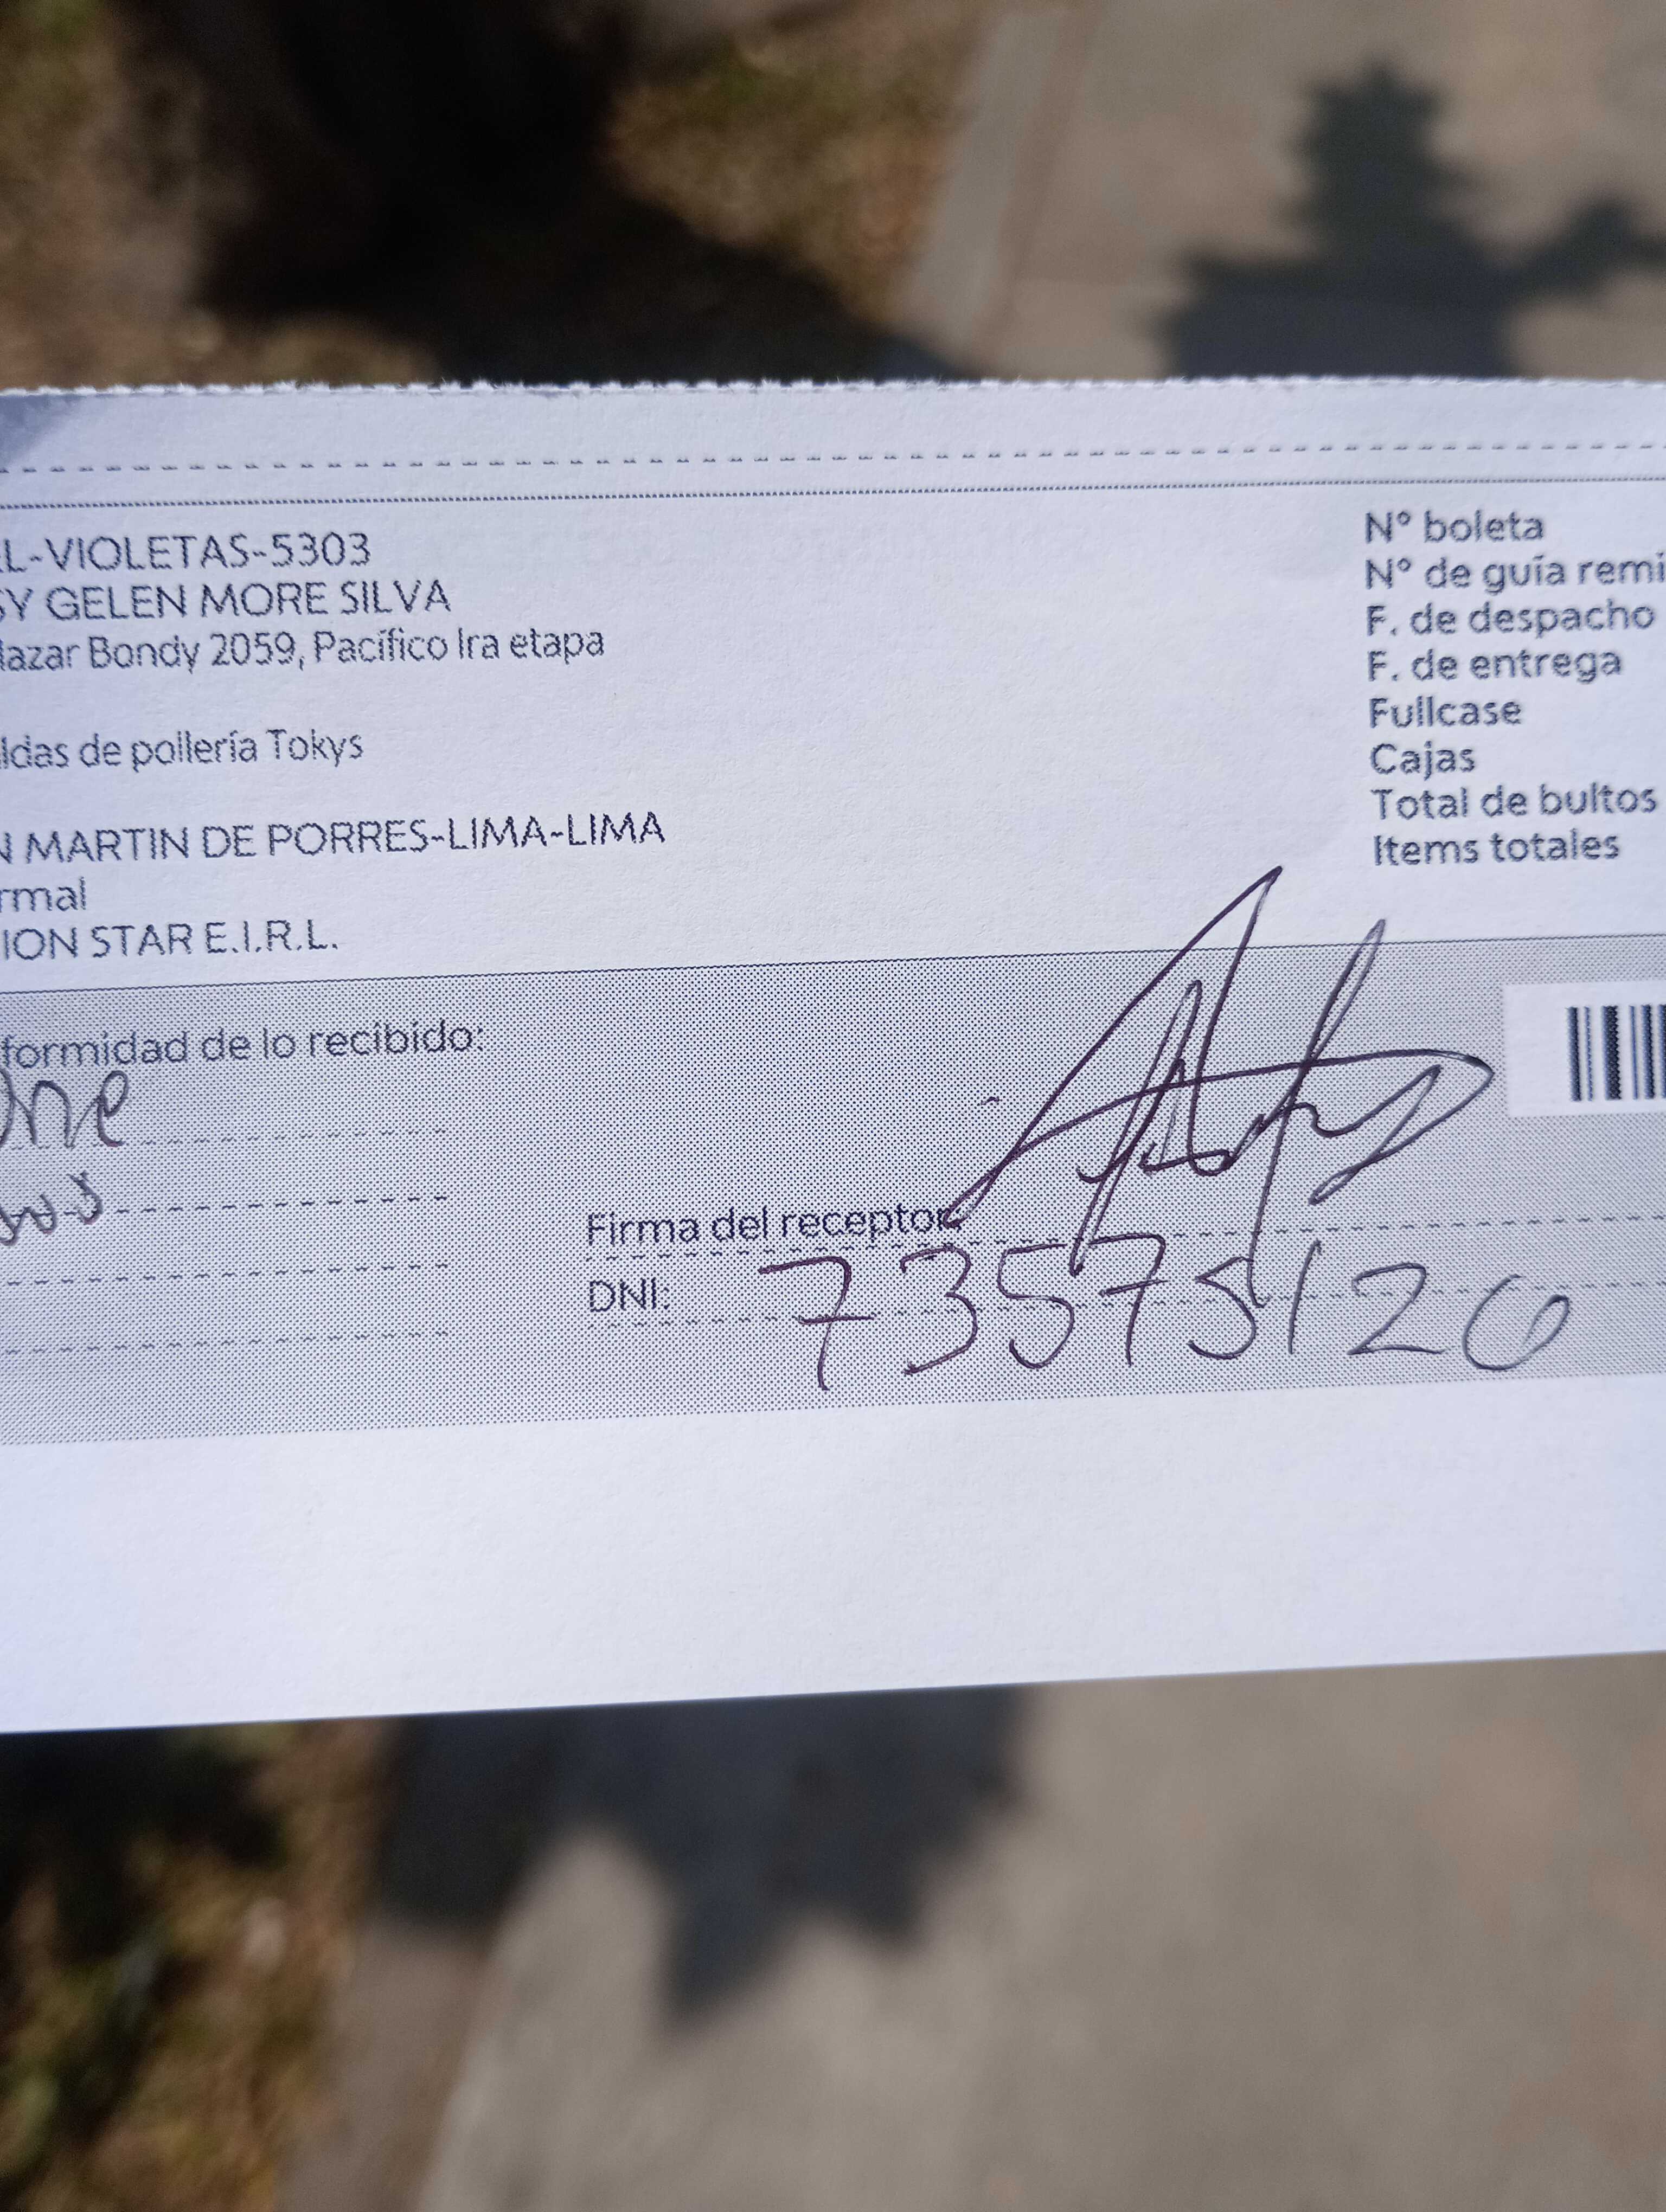 L-VIOLETAS-5303
SY GELEN MORE SILVA
lazar Bondy 2059, Pacífico Ira etapa
ldas de pollería Tokys
N MARTIN DE PORRES-LIMA-LIMA
rmal
ION STAR E.I.R.L.
N° boleta
N° de guía remi
F. de despacho
F. de entrega
Fullcase
Cajas
Total de bultos
Items totales
formidad de lo recibido:
Firma del receptor:
DNI: 73575126